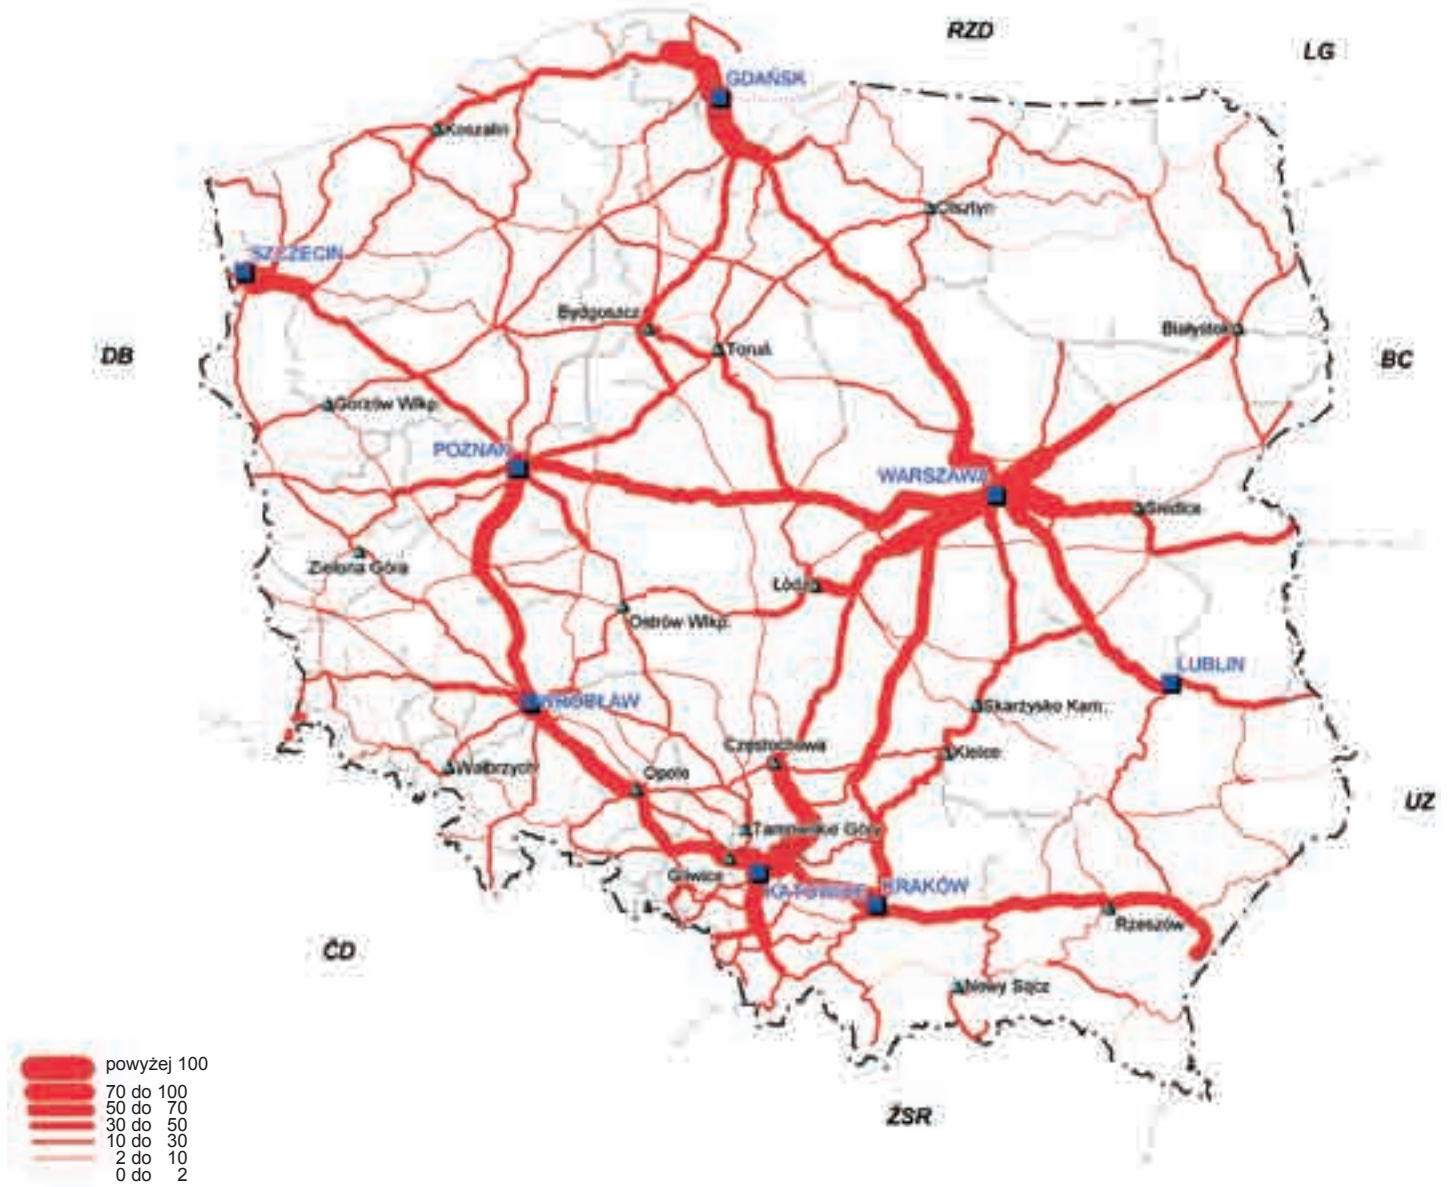 RZD
LG
GDAŃSK
Koszalin
Olsztyn
SZCZECIN
Bydgoszcz
Białystok
DB
Toruń
BC
Gorzów Wlkp.
POZNAŃ
WARSZAWA
Siedlce
Zielona Góra
Łódź
Ostrów Wlkp.
LUBLIN
WROCŁAW
Skarżysko Kam.
Częstochowa
Kielce
Wałbrzych
Opole
UZ
Tarnowskie Góry
Gliwice
KATOWICE
KRAKÓW
Rzeszów
ČD
Nowy Sącz
powyżej 100
70 do 100
50 do 70
30 do 50
10 do 30
2 do 10
0 do 2
ŽSR